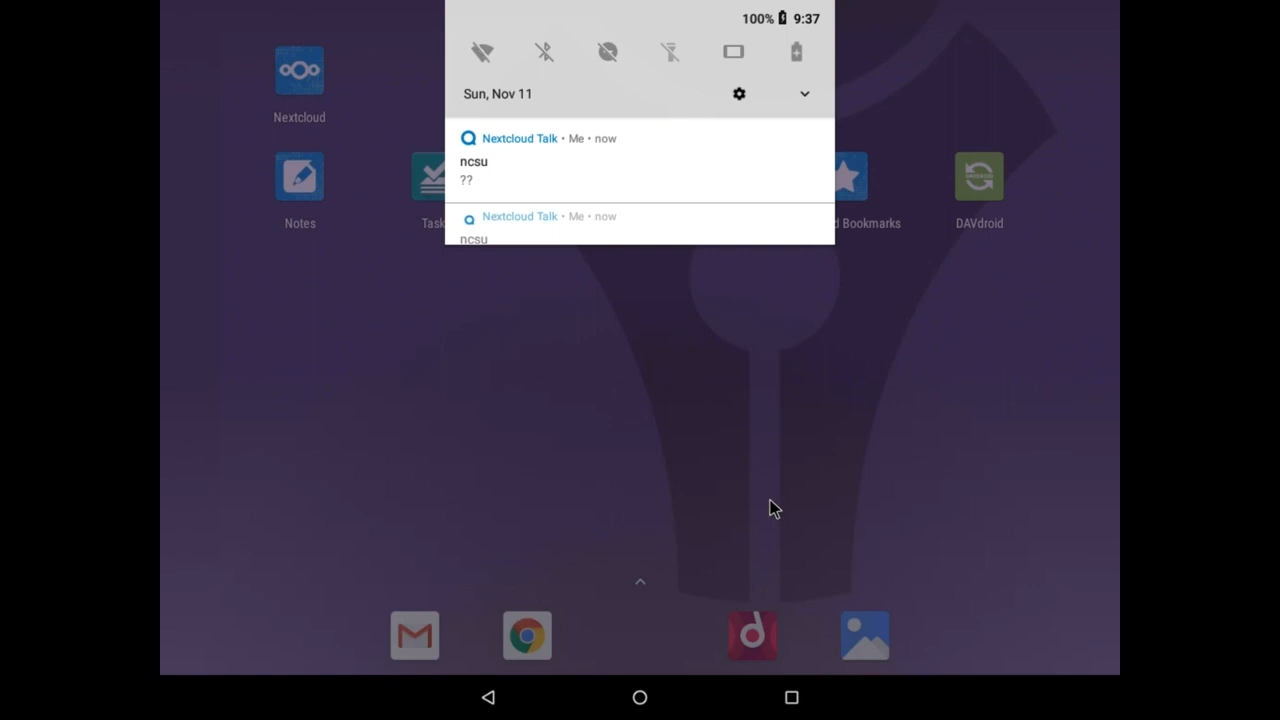 100% 9:37
Sun, Nov 11
Nextcloud Talk • Me • now
ncsu
??
Nextcloud Talk • Me • now
ncsu
Nextcloud
Notes
Task
d Bookmarks
DAVdroid